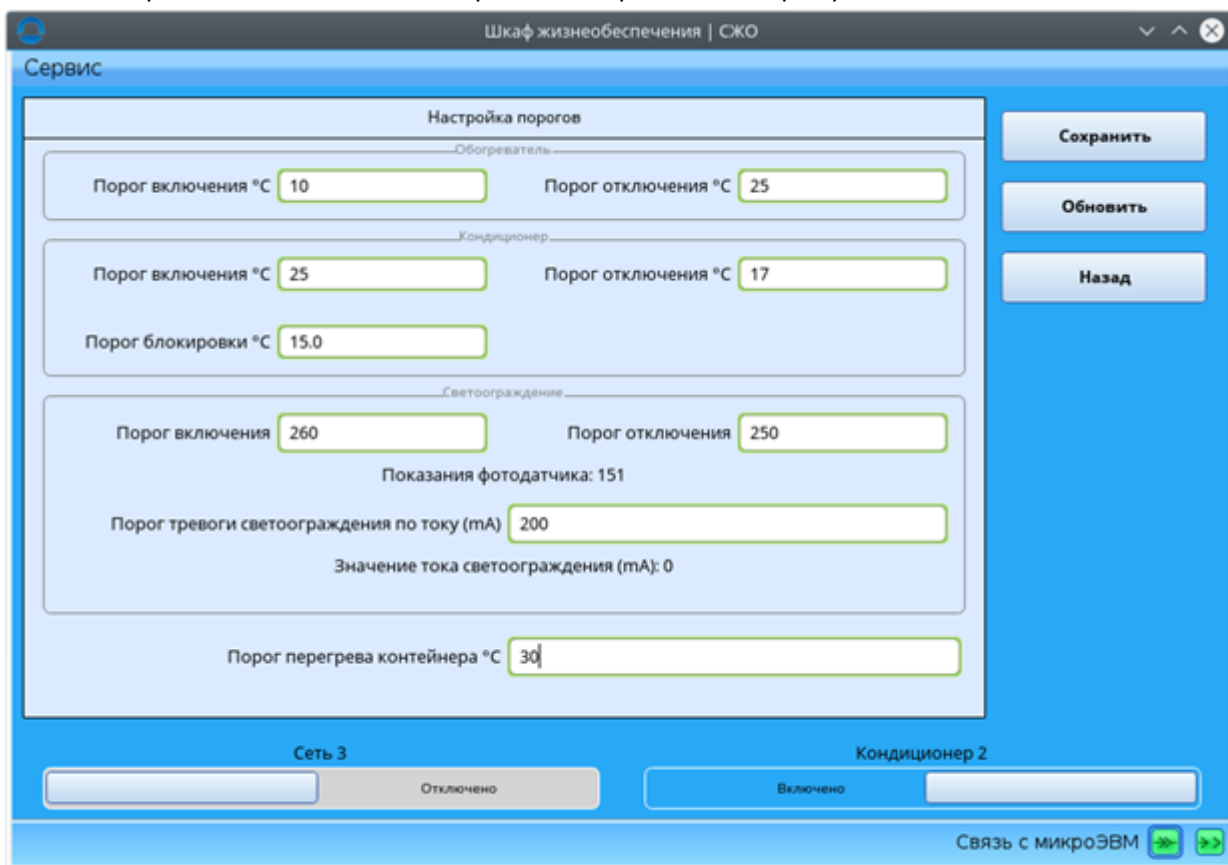 Шкаф жизнеобеспечения | СЖО
Сервис
Настройка порогов
Обогреватель
Порог включения °C 10 Порог отключения °C 25
Кондиционер
Порог включения °C 25 Порог отключения °C 17
Порог блокировки °C 15.0
Светоограждение
Порог включения 260 Порог отключения 250
Показания фотодатчика: 151
Порог тревоги светоограждения по току (mA) 200
Значение тока светоограждения (mA): 0
Порог перегрева контейнера °C 30
Сохранить
Обновить
Назад
Сеть 3 Кондиционер 2
Отключено Включено
Связь с микроЭВМ